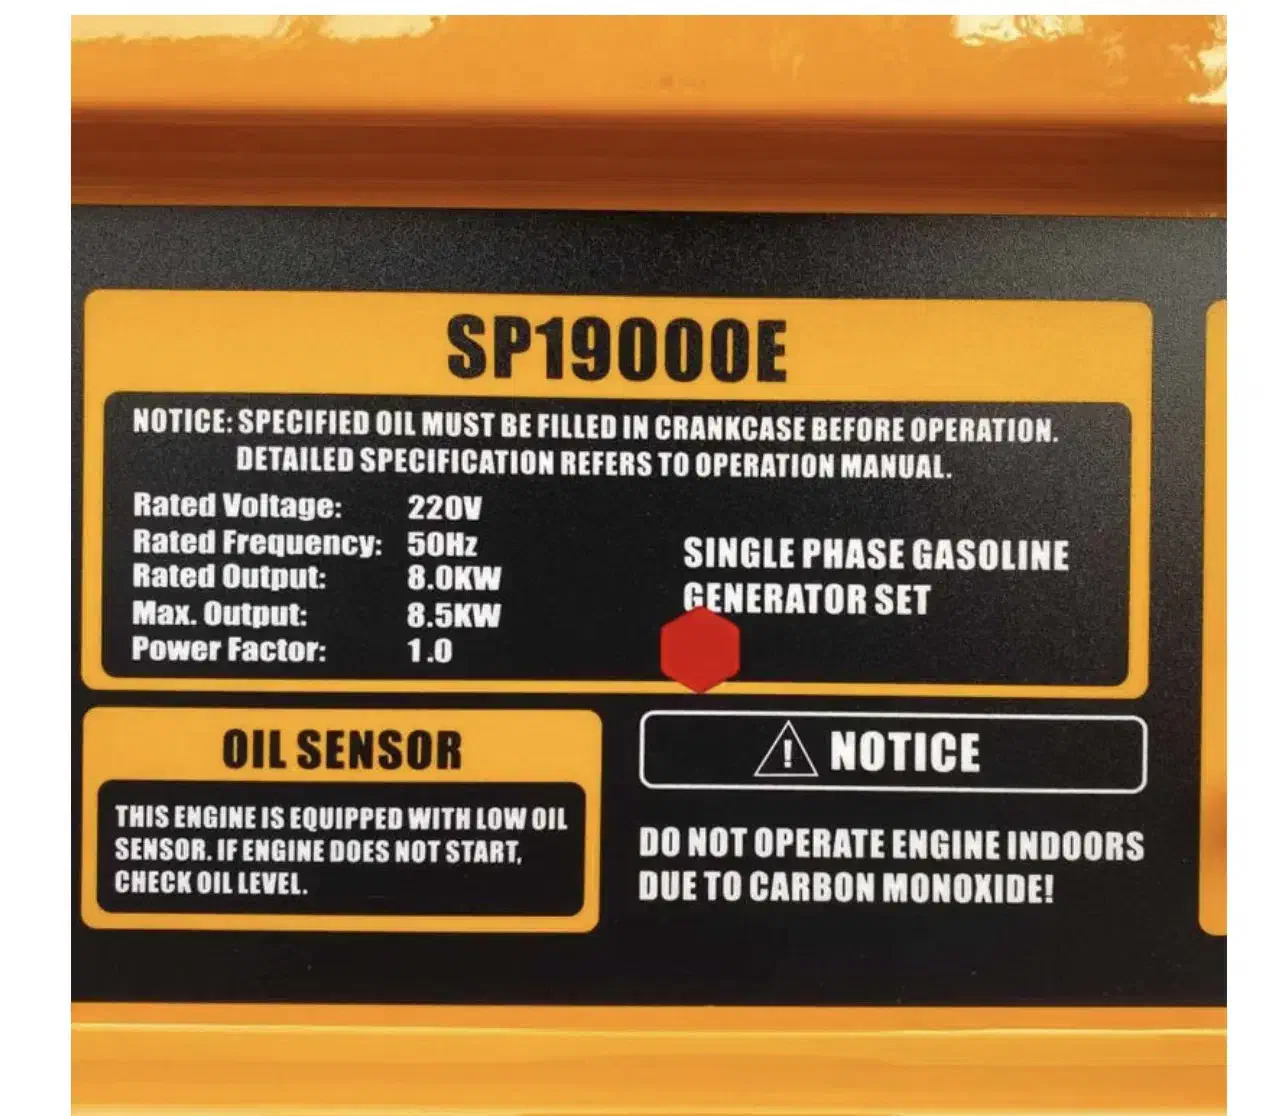 SP19000E
NOTICE: SPECIFIED OIL MUST BE FILLED IN CRANKCASE BEFORE OPERATION.
DETAILED SPECIFICATION REFERS TO OPERATION MANUAL.
Rated Voltage: 220V
Rated Frequency: 50Hz
Rated Output: 8.0KW
Max. Output: 8.5KW
Power Factor: 1.0
SINGLE PHASE GASOLINE
GENERATOR SET
OIL SENSOR
THIS ENGINE IS EQUIPPED WITH LOW OIL
SENSOR. IF ENGINE DOES NOT START,
CHECK OIL LEVEL.
! NOTICE
DO NOT OPERATE ENGINE INDOORS
DUE TO CARBON MONOXIDE!